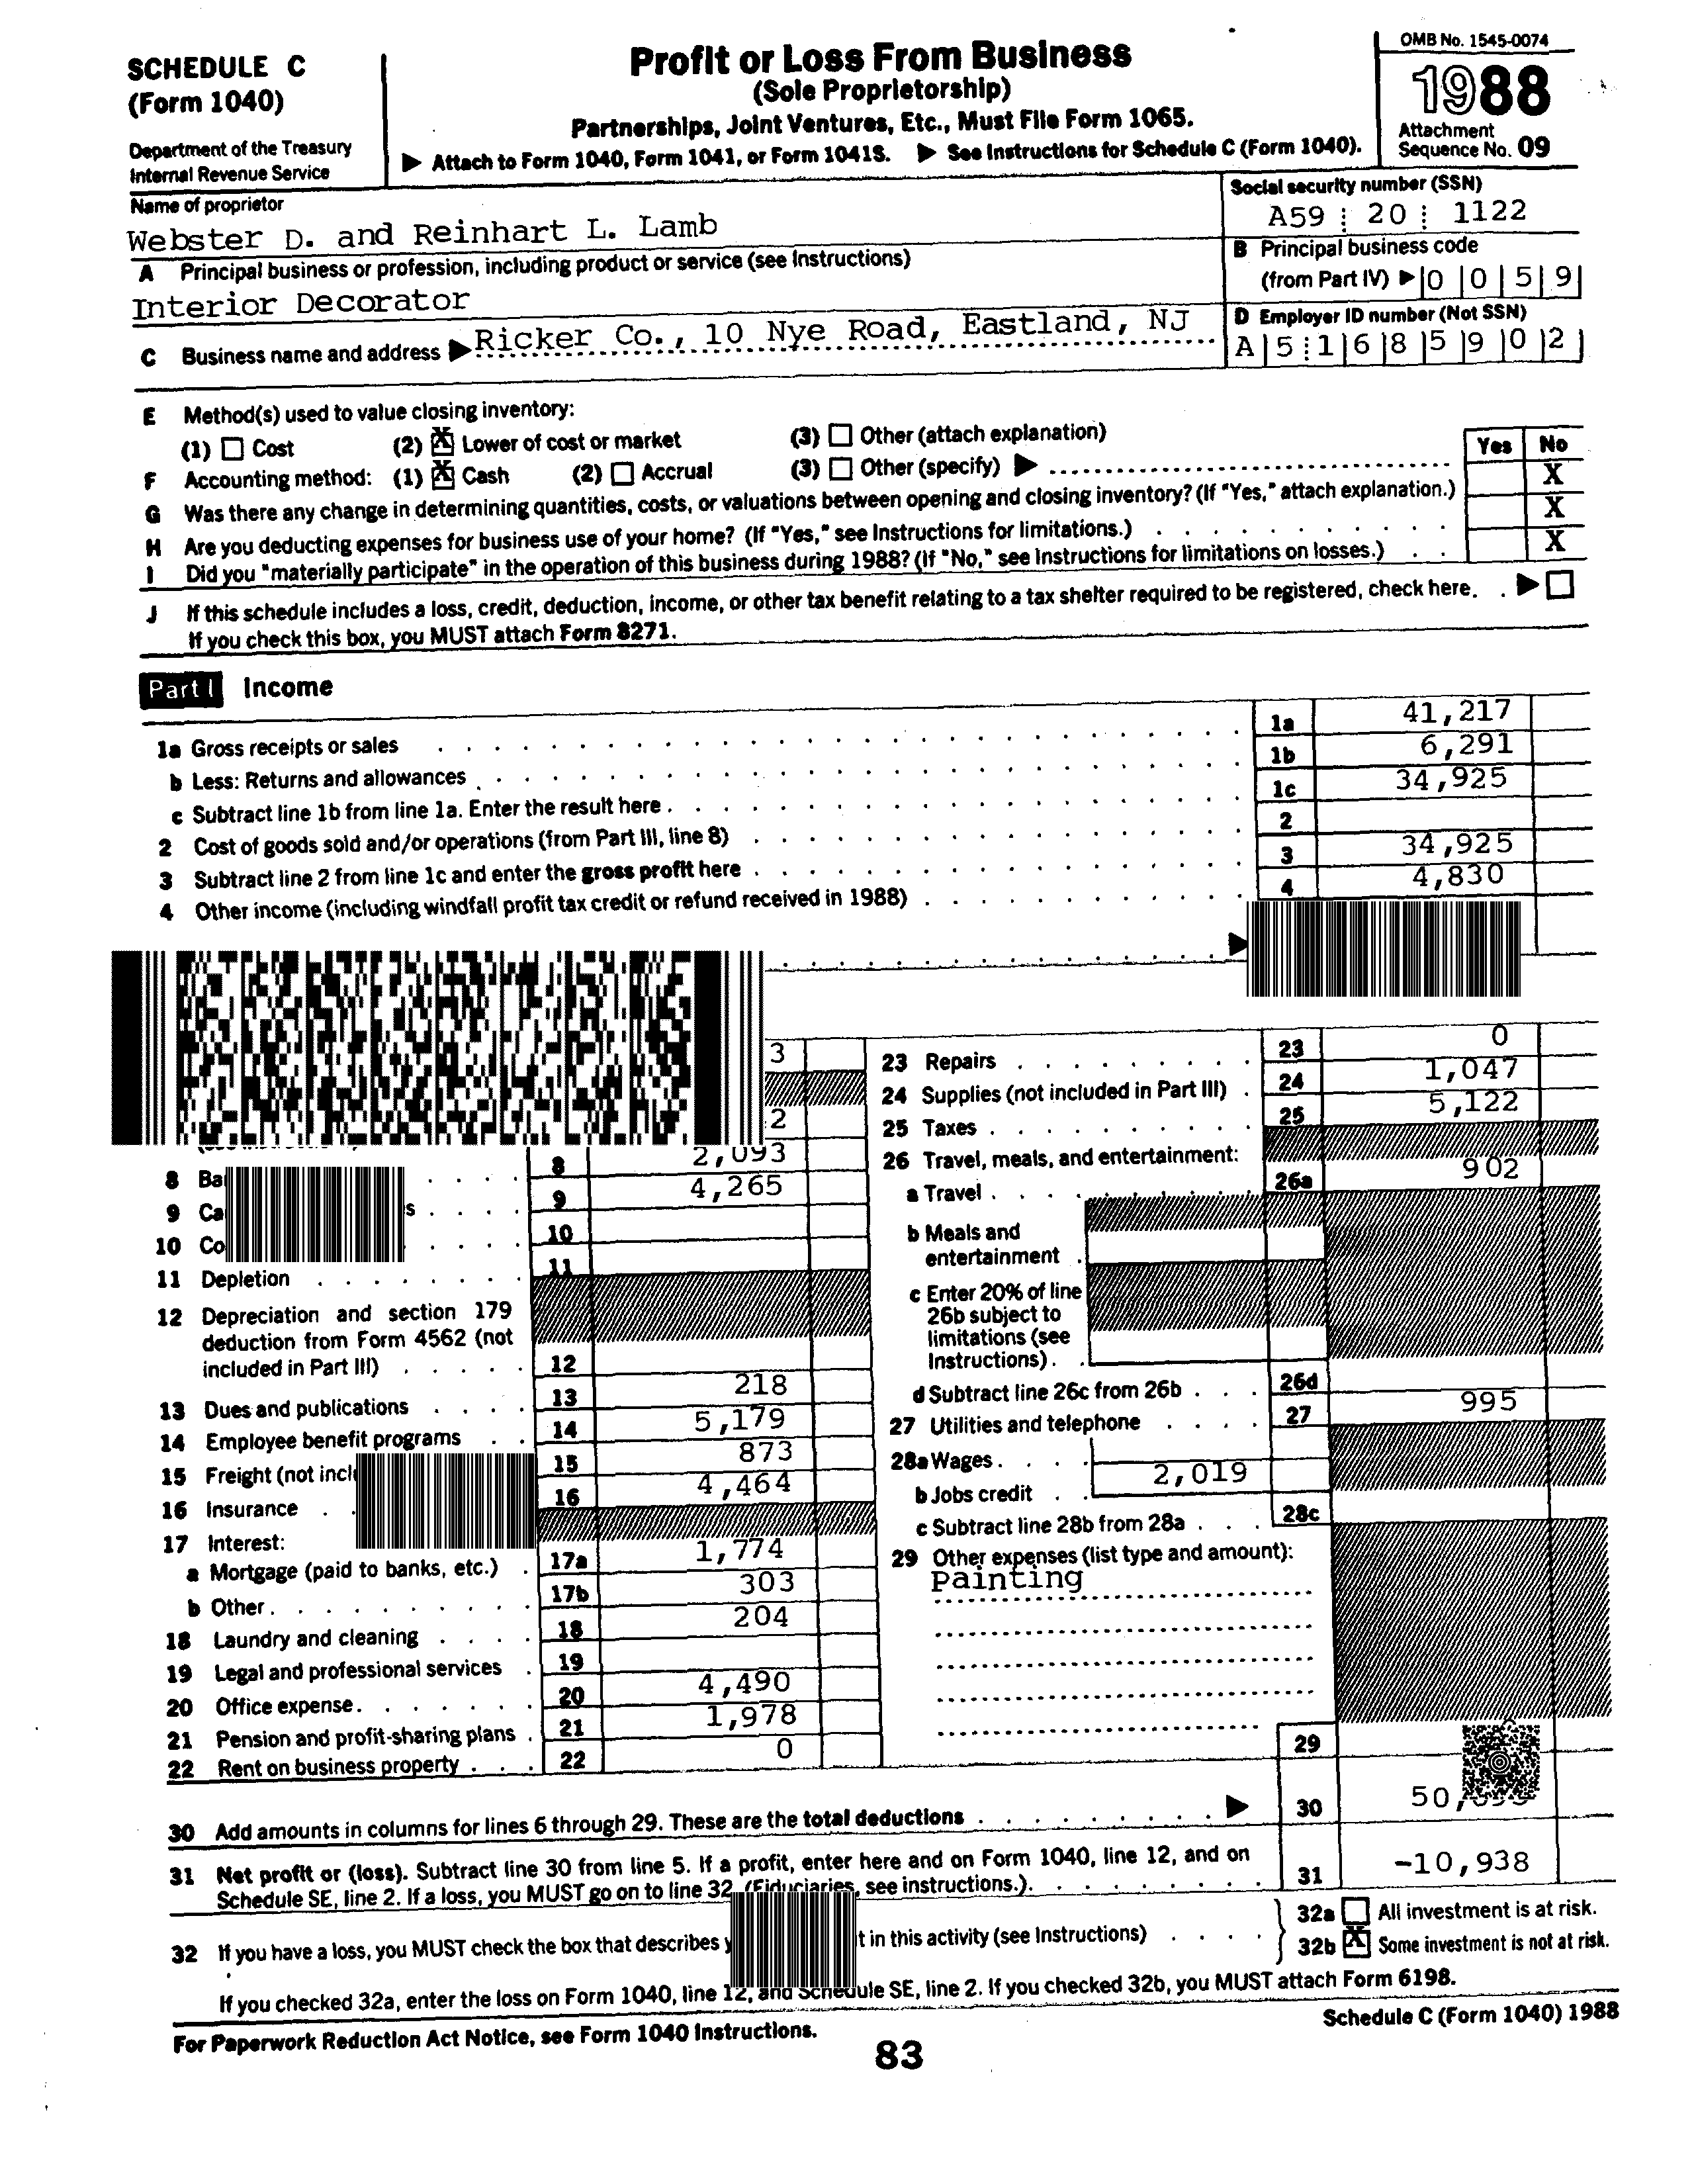 SCHEDULE C
(Form 1040)
Department of the Treasury
Internal Revenue Service
Profit or Loss From Business
(Sole Proprietorship)
Partnerships, Joint Ventures, Etc., Must File Form 1065.
▶ Attach to Form 1040, Form 1041, or Form 1041S. ▶ See Instructions for Schedule C (Form 1040).
OMB No. 1545-0074
1988
Attachment
Sequence No. 09
Name of proprietor
Webster D. and Reinhart L. Lamb
Social security number (SSN)
A59 20 1122
A Principal business or profession, including product or service (see Instructions)
Interior Decorator
B Principal business code
(from Part IV) ▶ 0 0 5 9
C Business name and address ▶ Ricker Co., 10 Nye Road, Eastland, NJ
D Employer ID number (Not SSN)
A 5 1 6 8 5 9 0 2
E Method(s) used to value closing inventory:
(1) Cost (2) X Lower of cost or market (3) Other (attach explanation)
Yes No
F Accounting method: (1) X Cash (2) Accrual (3) Other (specify) ▶
G Was there any change in determining quantities, costs, or valuations between opening and closing inventory? (If "Yes," attach explanation.) X
H Are you deducting expenses for business use of your home? (If "Yes," see Instructions for limitations.) X
I Did you "materially participate" in the operation of this business during 1988? (If "No," see Instructions for limitations on losses.) X
J If this schedule includes a loss, credit, deduction, income, or other tax benefit relating to a tax shelter required to be registered, check here. ▶
If you check this box, you MUST attach Form 8271.
Part I Income
1a Gross receipts or sales 1a 41,217
b Less: Returns and allowances 1b 6,291
c Subtract line 1b from line 1a. Enter the result here 1c 34,925
2 Cost of goods sold and/or operations (from Part III, line 8) 2
3 Subtract line 2 from line 1c and enter the gross profit here 3 34,925
4 Other income (including windfall profit tax credit or refund received in 1988) 4 4,830
▶
3
2
8 8 2,093
9 9 4,265
10 10
11 Depletion 11
12 Depreciation and section 179
deduction from Form 4562 (not
included in Part III) 12
13 Dues and publications 13 218
14 Employee benefit programs 14 5,179
15 Freight (not 15 873
16 Insurance 16 4,464
17 Interest:
a Mortgage (paid to banks, etc.) 17a 1,774
b Other 17b 303
18 Laundry and cleaning 18 204
19 Legal and professional services 19
20 Office expense 20 4,490
21 Pension and profit-sharing plans 21 1,978
22 Rent on business property 22 0
23 Repairs 23 0
24 Supplies (not included in Part III) 24 1,047
25 Taxes 25 5,122
26 Travel, meals, and entertainment:
a Travel 26a 902
b Meals and
entertainment
c Enter 20% of line
26b subject to
limitations (see
Instructions)
d Subtract line 26c from 26b 26d
27 Utilities and telephone 27 995
28a Wages
b Jobs credit 2,019
c Subtract line 28b from 28a 28c
29 Other expenses (list type and amount):
Painting
29
30 Add amounts in columns for lines 6 through 29. These are the total deductions ▶ 30
31 Net profit or (loss). Subtract line 30 from line 5. If a profit, enter here and on Form 1040, line 12, and on
Schedule SE, line 2. If a loss, you MUST go on to line 32. (Fiduciaries, see instructions.) 31 -10,938
32 If you have a loss, you MUST check the box that describes in this activity (see Instructions)
32a All investment is at risk.
32b X Some investment is not at risk.
If you checked 32a, enter the loss on Form 1040, line 12, and Schedule SE, line 2. If you checked 32b, you MUST attach Form 6198.
For Paperwork Reduction Act Notice, see Form 1040 Instructions.
Schedule C (Form 1040) 1988
83